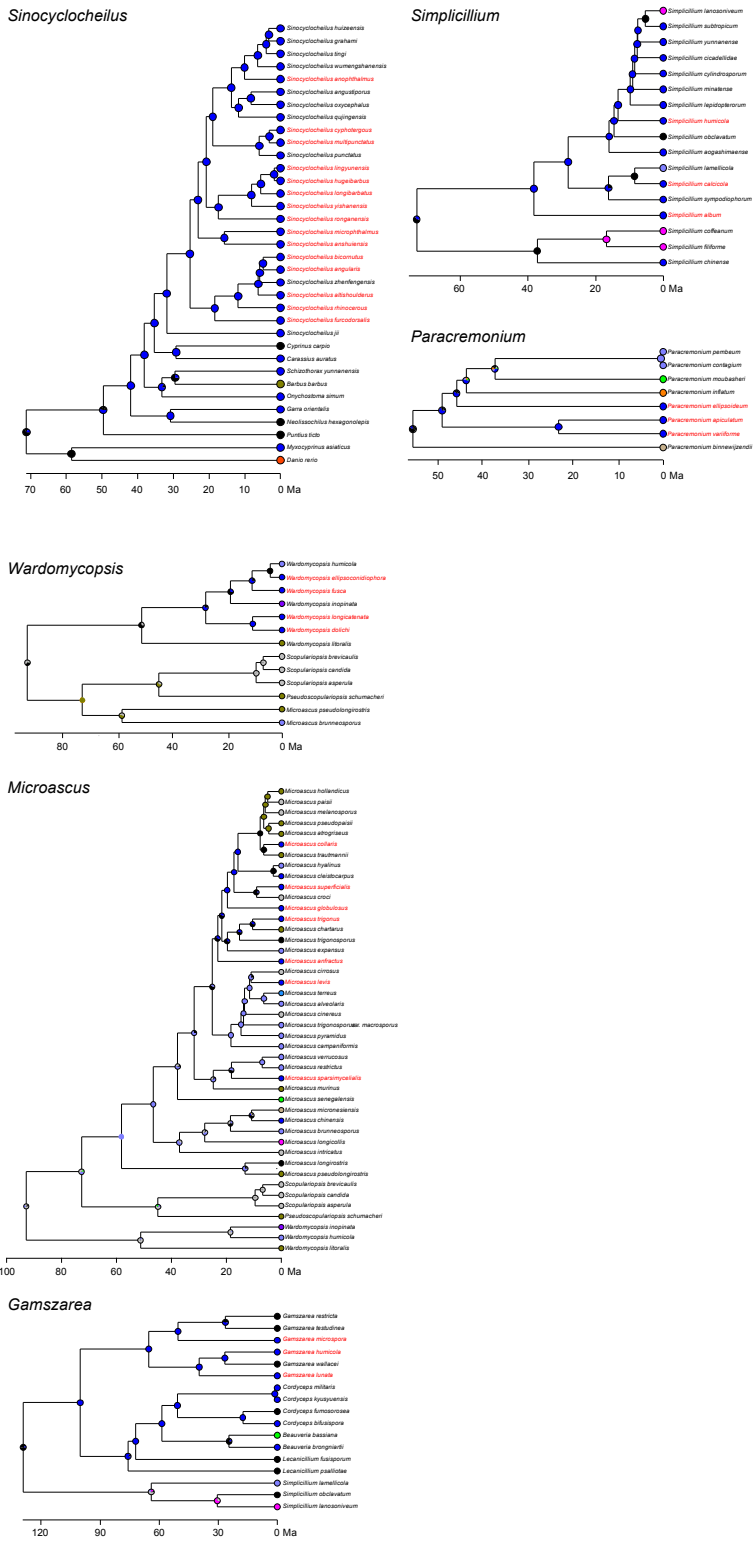 Sinocyclocheilus
Sinocyclocheilus huizeensis
Sinocyclocheilus grahami
Sinocyclocheilus tingi
Sinocyclocheilus wumengshanensis
Sinocyclocheilus anophthalmus
Sinocyclocheilus angustiporus
Sinocyclocheilus oxycephalus
Sinocyclocheilus qujingensis
Sinocyclocheilus cyphotergous
Sinocyclocheilus multipunctatus
Sinocyclocheilus punctatus
Sinocyclocheilus lingyunensis
Sinocyclocheilus hugeibarbus
Sinocyclocheilus longibarbatus
Sinocyclocheilus yishanensis
Sinocyclocheilus ronganensis
Sinocyclocheilus microphthalmus
Sinocyclocheilus anshuiensis
Sinocyclocheilus bicornutus
Sinocyclocheilus angularis
Sinocyclocheilus zhenfengensis
Sinocyclocheilus altishoulderus
Sinocyclocheilus rhinocerous
Sinocyclocheilus furcodorsalis
Sinocyclocheilus jii
Cyprinus carpio
Carassius auratus
Schizothorax yunnanensis
Barbus barbus
Onychostoma simum
Garra orientalis
Neolissochilus hexagonolepis
Puntius ticto
Myxocyprinus asiaticus
Danio rerio
70 60 50 40 30 20 10 0 Ma
Simplicillium
Simplicillium lanosoniveum
Simplicillium subtropicum
Simplicillium yunnanense
Simplicillium cicadellidae
Simplicillium cylindrosporum
Simplicillium minatense
Simplicillium lepidopterorum
Simplicillium humicola
Simplicillium obclavatum
Simplicillium aogashimaense
Simplicillium lamellicola
Simplicillium calcicola
Simplicillium sympodiophorum
Simplicillium album
Simplicillium coffeanum
Simplicillium filiforme
Simplicillium chinense
60 40 20 0 Ma
Paracremonium
Paracremonium pembeum
Paracremonium contagium
Paracremonium moubasheri
Paracremonium inflatum
Paracremonium ellipsoideum
Paracremonium apiculatum
Paracremonium variiforme
Paracremonium binnewijzendii
50 40 30 20 10 0 Ma
Wardomycopsis
Wardomycopsis humicola
Wardomycopsis ellipsoconidiophora
Wardomycopsis fusca
Wardomycopsis inopinata
Wardomycopsis longicatenata
Wardomycopsis dolichi
Wardomycopsis litoralis
Scopulariopsis brevicaulis
Scopulariopsis candida
Scopulariopsis asperula
Pseudoscopulariopsis schumacheri
Microascus pseudolongirostris
Microascus brunneosporus
80 60 40 20 0 Ma
Microascus
Microascus hollandicus
Microascus paisii
Microascus melanosporus
Microascus pseudopaisii
Microascus atrogriseus
Microascus collaris
Microascus trautmannii
Microascus hyalinus
Microascus cleistocarpus
Microascus superficialis
Microascus croci
Microascus globulosus
Microascus trigonus
Microascus chartarus
Microascus trigonosporus
Microascus expansus
Microascus anfractus
Microascus cirrosus
Microascus levis
Microascus terreus
Microascus alveolaris
Microascus cinereus
Microascus trigonosporus var. macrosporus
Microascus pyramidus
Microascus campaniformis
Microascus verrucosus
Microascus restrictus
Microascus sparsimycelialis
Microascus murinus
Microascus senegalensis
Microascus micronesiensis
Microascus chinensis
Microascus brunneosporus
Microascus longicollis
Microascus intricatus
Microascus longirostris
Microascus pseudolongirostris
Scopulariopsis brevicaulis
Scopulariopsis candida
Scopulariopsis asperula
Pseudoscopulariopsis schumacheri
Wardomycopsis inopinata
Wardomycopsis humicola
Wardomycopsis litoralis
100 80 60 40 20 0 Ma
Gamszarea
Gamszarea restricta
Gamszarea testudinea
Gamszarea microspora
Gamszarea humicola
Gamszarea wallacei
Gamszarea lunata
Cordyceps militaris
Cordyceps kyusyuensis
Cordyceps fumosorosea
Cordyceps bifusispora
Beauveria bassiana
Beauveria brongniartii
Lecanicillium fusisporum
Lecanicillium psalliotae
Simplicillium lamellicola
Simplicillium obclavatum
Simplicillium lanosoniveum
120 90 60 30 0 Ma